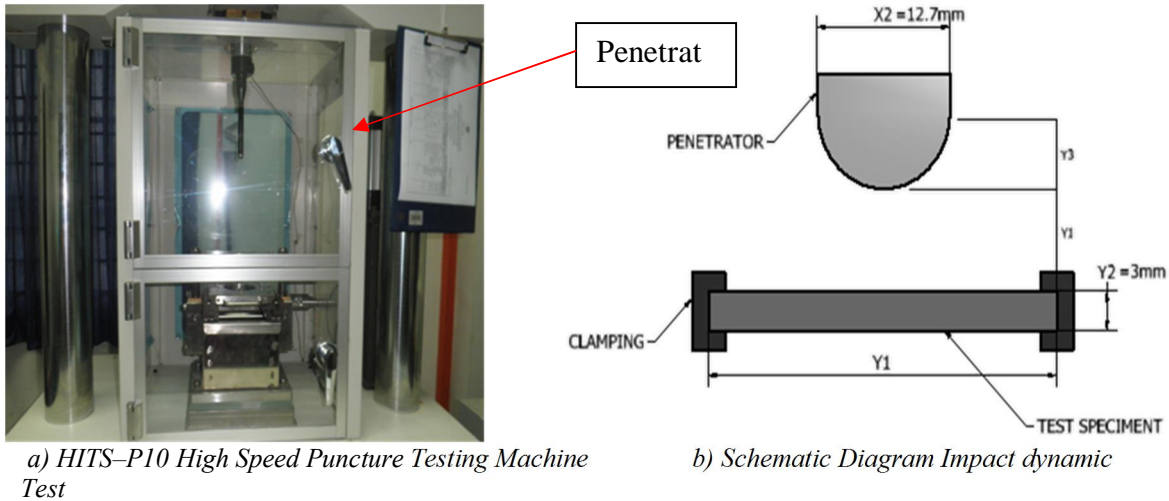 Penetrat
X2 =12.7mm
PENETRATOR
Y3
Y1
Y2 =3mm
CLAMPING
Y1
TEST SPECIMENT
a) HITS–P10 High Speed Puncture Testing Machine
Test
b) Schematic Diagram Impact dynamic